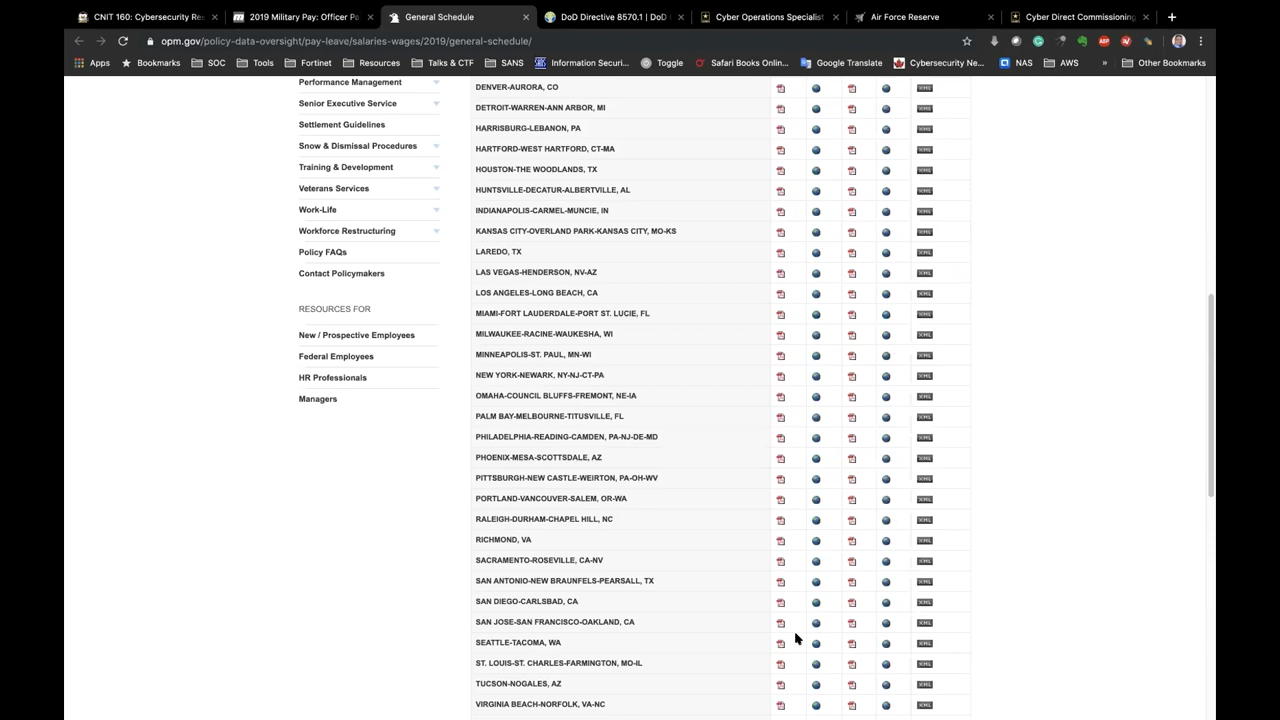 CNIT 160: Cybersecurity Res
2019 Military Pay: Officer Pa
General Schedule
DoD Directive 8570.1 | DoD
Cyber Operations Specialist
Air Force Reserve
Cyber Direct Commissioning
opm.gov/policy-data-oversight/pay-leave/salaries-wages/2019/general-schedule/
Apps
Bookmarks
SOC
Tools
Fortinet
Resources
Talks & CTF
SANS
Information Securi...
Toggle
Safari Books Onlin...
Google Translate
Cybersecurity Ne...
NAS
AWS
»
Other Bookmarks
Performance Management
Senior Executive Service
Settlement Guidelines
Snow & Dismissal Procedures
Training & Development
Veterans Services
Work-Life
Workforce Restructuring
Policy FAQs
Contact Policymakers
RESOURCES FOR
New / Prospective Employees
Federal Employees
HR Professionals
Managers
DENVER-AURORA, CO
DETROIT-WARREN-ANN ARBOR, MI
HARRISBURG-LEBANON, PA
HARTFORD-WEST HARTFORD, CT-MA
HOUSTON-THE WOODLANDS, TX
HUNTSVILLE-DECATUR-ALBERTVILLE, AL
INDIANAPOLIS-CARMEL-MUNCIE, IN
KANSAS CITY-OVERLAND PARK-KANSAS CITY, MO-KS
LAREDO, TX
LAS VEGAS-HENDERSON, NV-AZ
LOS ANGELES-LONG BEACH, CA
MIAMI-FORT LAUDERDALE-PORT ST. LUCIE, FL
MILWAUKEE-RACINE-WAUKESHA, WI
MINNEAPOLIS-ST. PAUL, MN-WI
NEW YORK-NEWARK, NY-NJ-CT-PA
OMAHA-COUNCIL BLUFFS-FREMONT, NE-IA
PALM BAY-MELBOURNE-TITUSVILLE, FL
PHILADELPHIA-READING-CAMDEN, PA-NJ-DE-MD
PHOENIX-MESA-SCOTTSDALE, AZ
PITTSBURGH-NEW CASTLE-WEIRTON, PA-OH-WV
PORTLAND-VANCOUVER-SALEM, OR-WA
RALEIGH-DURHAM-CHAPEL HILL, NC
RICHMOND, VA
SACRAMENTO-ROSEVILLE, CA-NV
SAN ANTONIO-NEW BRAUNFELS-PEARSALL, TX
SAN DIEGO-CARLSBAD, CA
SAN JOSE-SAN FRANCISCO-OAKLAND, CA
SEATTLE-TACOMA, WA
ST. LOUIS-ST. CHARLES-FARMINGTON, MO-IL
TUCSON-NOGALES, AZ
VIRGINIA BEACH-NORFOLK, VA-NC